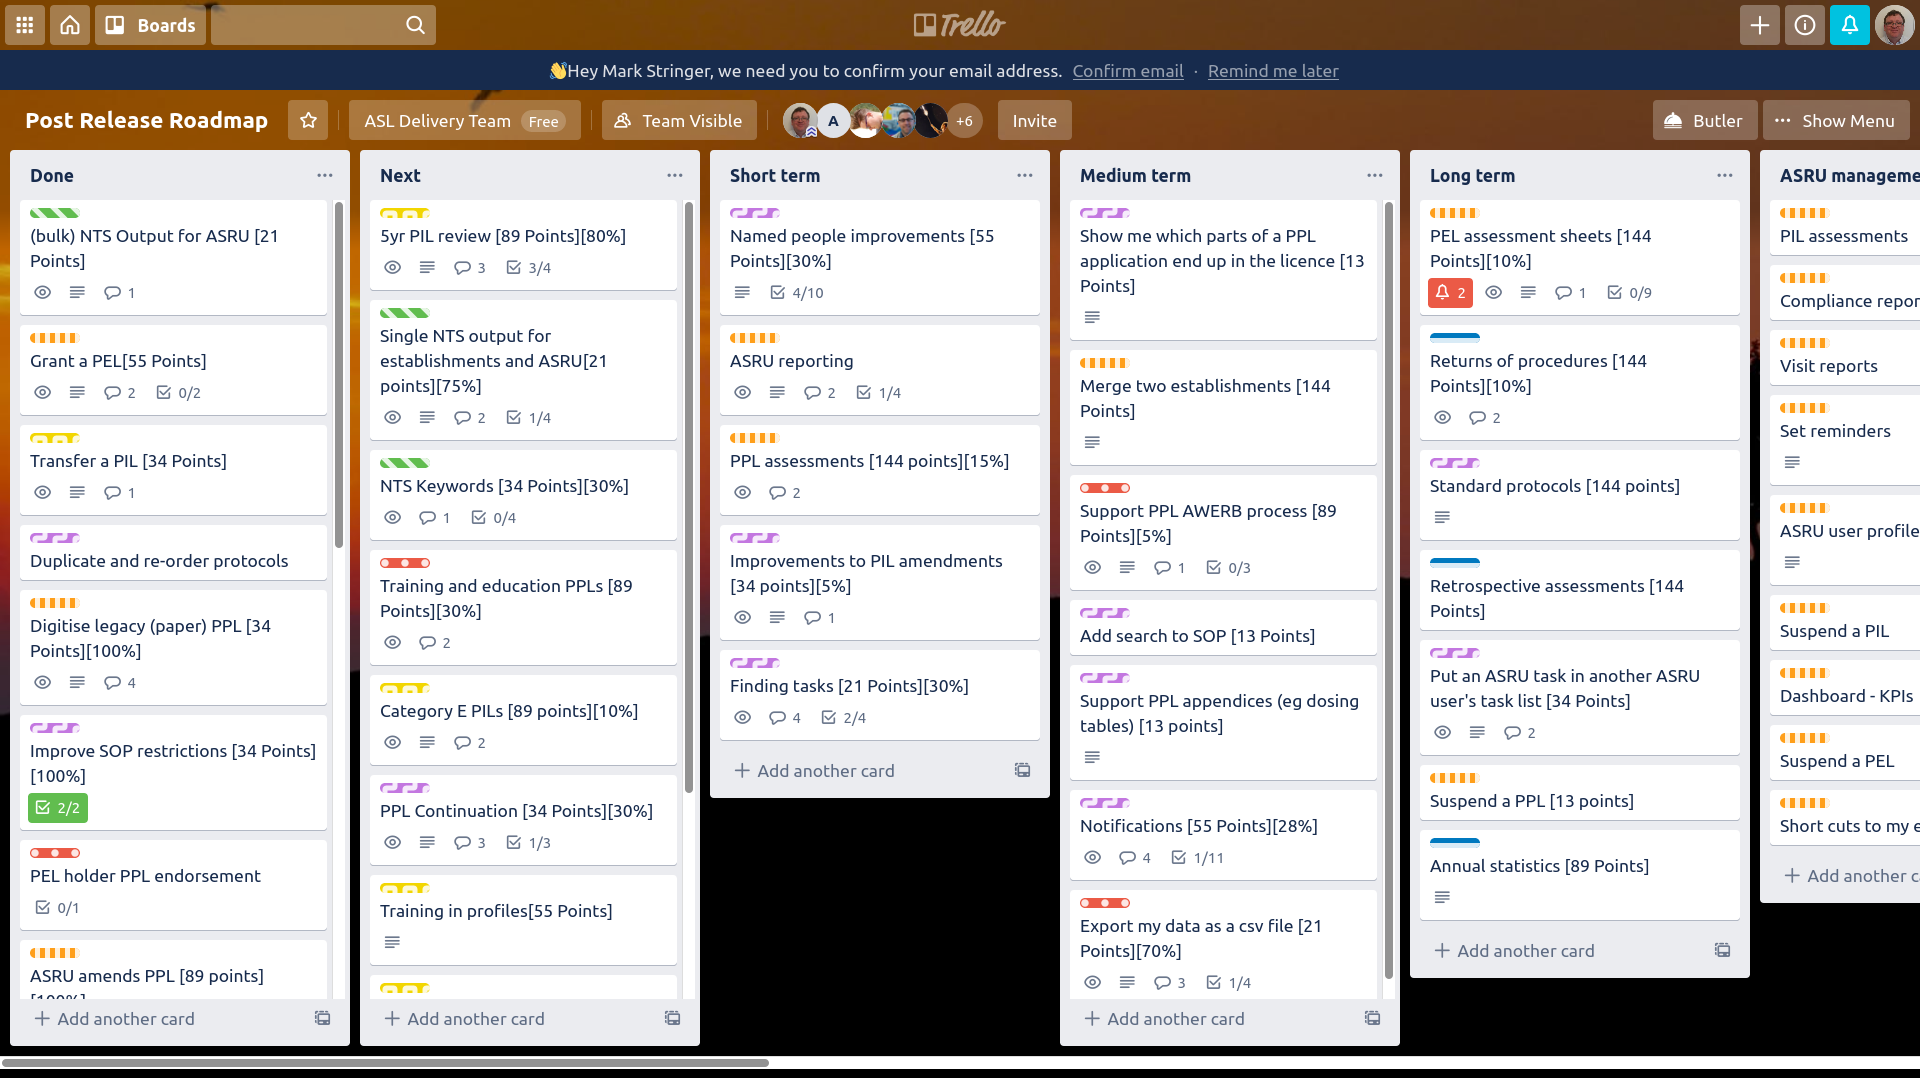 Boards
Trello
👋Hey Mark Stringer, we need you to confirm your email address. Confirm email · Remind me later
Post Release Roadmap
ASL Delivery Team Free
Team Visible
A
+6
Invite
Butler
Show Menu
Done
(bulk) NTS Output for ASRU [21
Points]
1
Grant a PEL[55 Points]
2 0/2
Transfer a PIL [34 Points]
1
Duplicate and re-order protocols
Digitise legacy (paper) PPL [34
Points][100%]
4
Improve SOP restrictions [34 Points]
[100%]
2/2
PEL holder PPL endorsement
0/1
ASRU amends PPL [89 points]
[100%]
Add another card
Next
5yr PIL review [89 Points][80%]
3 3/4
Single NTS output for
establishments and ASRU[21
points][75%]
2 1/4
NTS Keywords [34 Points][30%]
1 0/4
Training and education PPLs [89
Points][30%]
2
Category E PILs [89 points][10%]
2
PPL Continuation [34 Points][30%]
3 1/3
Training in profiles[55 Points]
Add another card
Short term
Named people improvements [55
Points][30%]
4/10
ASRU reporting
2 1/4
PPL assessments [144 points][15%]
2
Improvements to PIL amendments
[34 points][5%]
1
Finding tasks [21 Points][30%]
4 2/4
Add another card
Medium term
Show me which parts of a PPL
application end up in the licence [13
Points]
Merge two establishments [144
Points]
Support PPL AWERB process [89
Points][5%]
1 0/3
Add search to SOP [13 Points]
Support PPL appendices (eg dosing
tables) [13 points]
Notifications [55 Points][28%]
4 1/11
Export my data as a csv file [21
Points][70%]
3 1/4
Add another card
Long term
PEL assessment sheets [144
Points][10%]
2 1 0/9
Returns of procedures [144
Points][10%]
2
Standard protocols [144 points]
Retrospective assessments [144
Points]
Put an ASRU task in another ASRU
user's task list [34 Points]
2
Suspend a PPL [13 points]
Annual statistics [89 Points]
Add another card
ASRU manageme
PIL assessments
Compliance repor
Visit reports
Set reminders
ASRU user profile
Suspend a PIL
Dashboard - KPIs
Suspend a PEL
Short cuts to my e
Add another ca